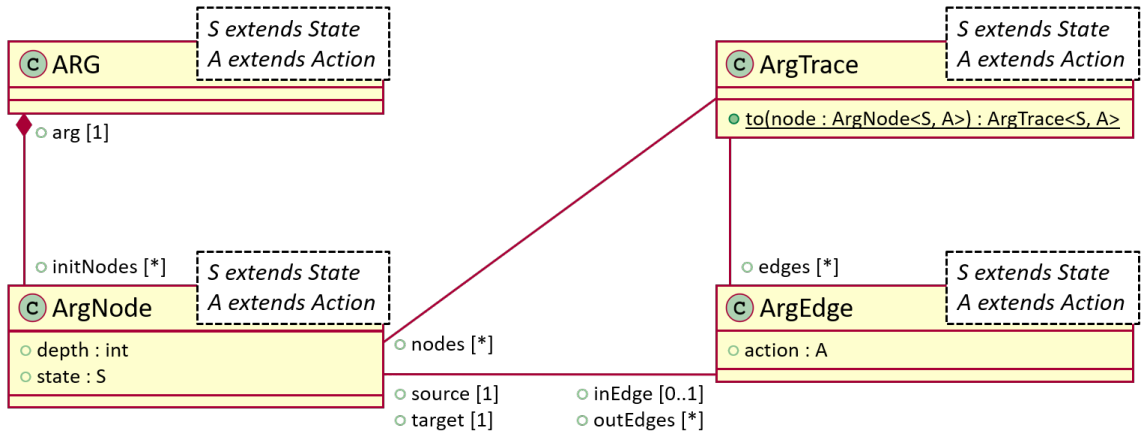 S extends State
A extends Action
C ARG
arg [1]
initNodes [*]
S extends State
A extends Action
C ArgNode
depth : int
state : S
S extends State
A extends Action
C ArgTrace
to(node : ArgNode<S, A>) : ArgTrace<S, A>
edges [*]
S extends State
A extends Action
C ArgEdge
action : A
nodes [*]
source [1]
target [1]
inEdge [0..1]
outEdges [*]